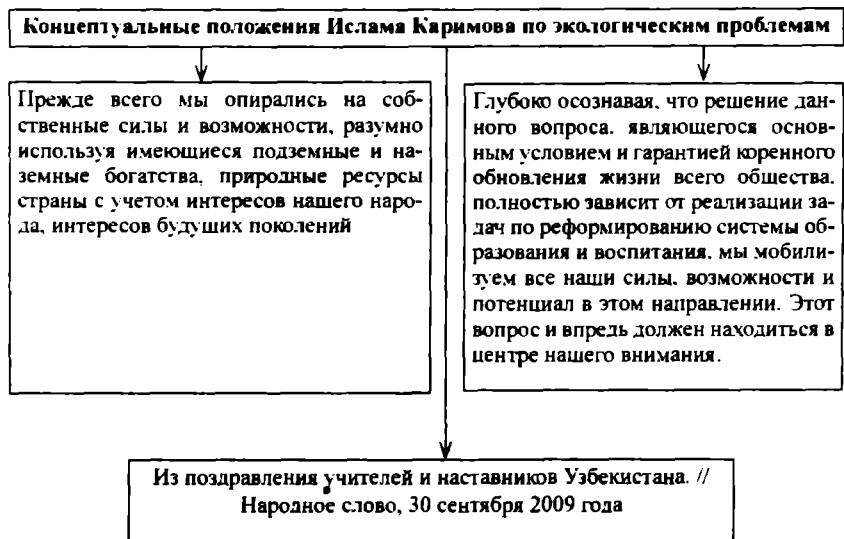 Концептуальные положения Ислама Каримова по экологическим проблемам
Прежде всего мы опирались на соб-
ственные силы и возможности, разумно
используя имеющиеся подземные и на-
земные богатства, природные ресурсы
страны с учетом интересов нашего наро-
да, интересов будущих поколений
Глубоко осознавая, что решение дан-
ного вопроса, являющегося основ-
ным условием и гарантией коренного
обновления жизни всего общества,
полностью зависит от реализации за-
дач по реформированию системы об-
разования и воспитания, мы мобили-
зуем все наши силы, возможности и
потенциал в этом направлении. Этот
вопрос и впредь должен находиться в
центре нашего внимания.
Из поздравления учителей и наставников Узбекистана. //
Народное слово, 30 сентября 2009 года